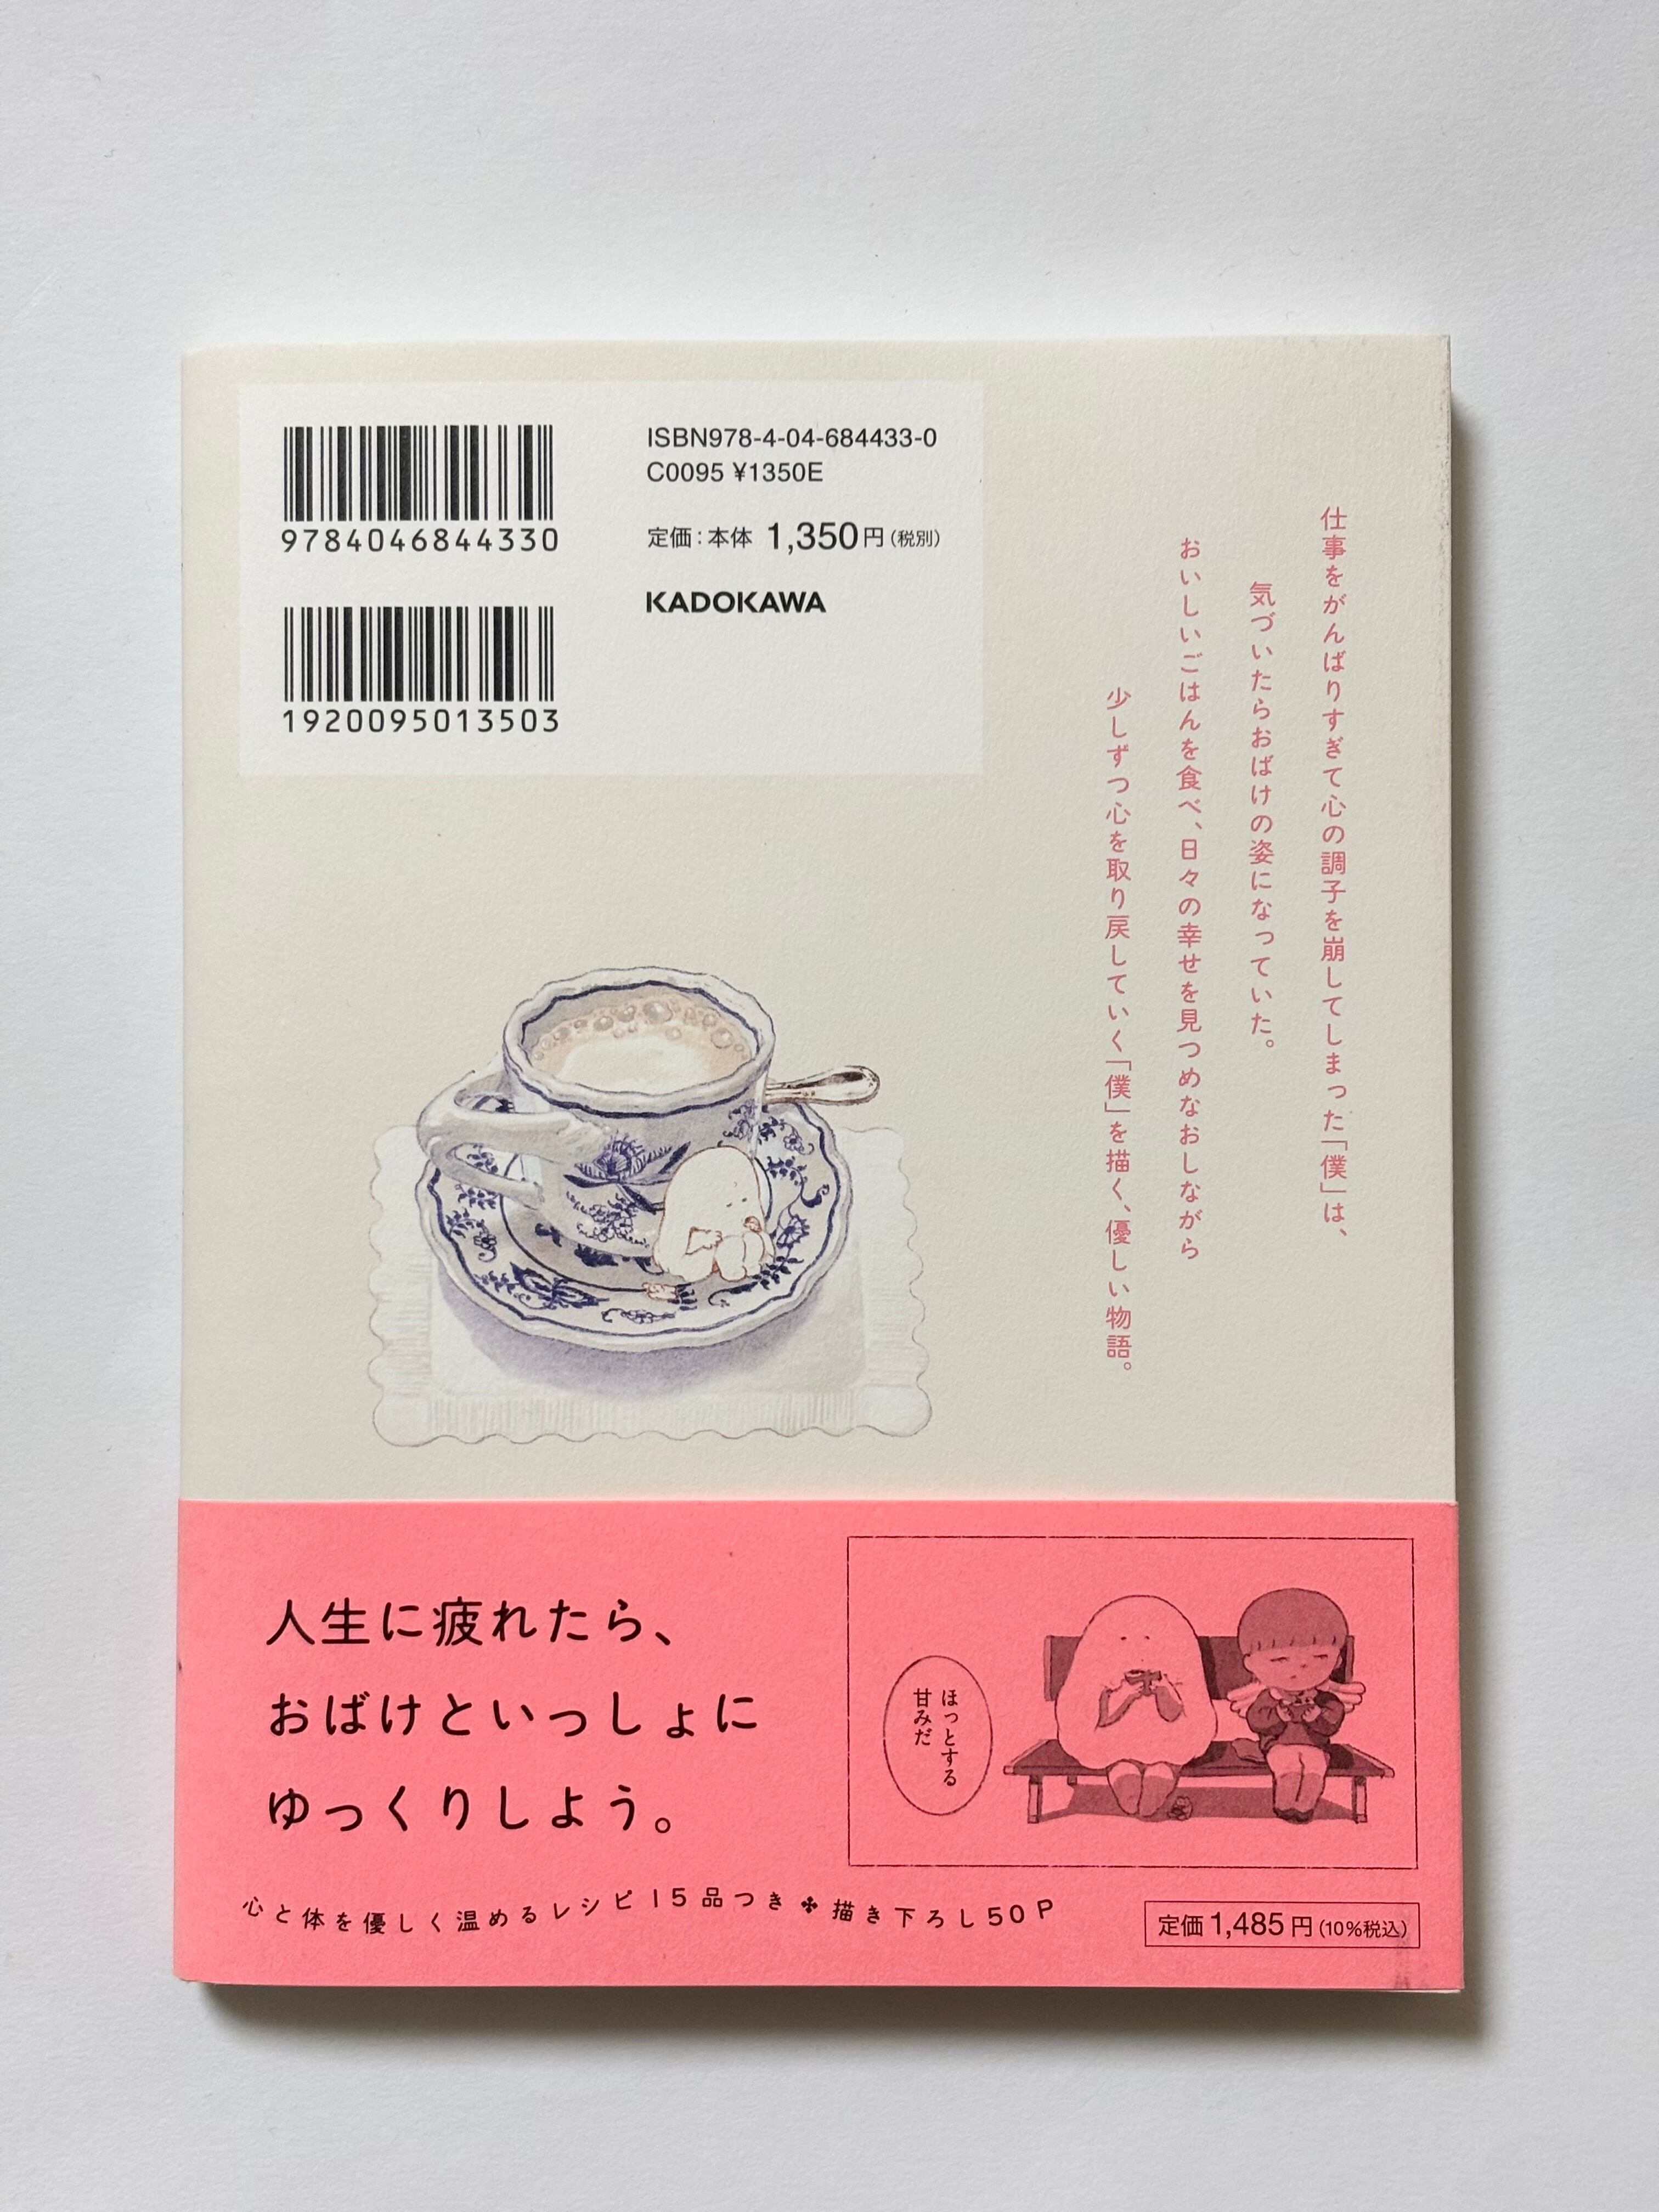 9784046844330
1920095013503
ISBN978-4-04-684433-0
C0095 ¥1350E
定価：本体 1,350円（税別）
KADOKAWA
仕事をがんばりすぎて心の調子を崩してしまった「僕」は、
気づいたらおばけの姿になっていた。
おいしいごはんを食べ、日々の幸せを見つめなおしながら
少しずつ心を取り戻していく「僕」を描く、優しい物語。
人生に疲れたら、
おばけといっしょに
ゆっくりしよう。
ほっとする
甘みだ
心と体を優しく温めるレシピ15品つき✤描き下ろし50P
定価1,485円（10％税込）